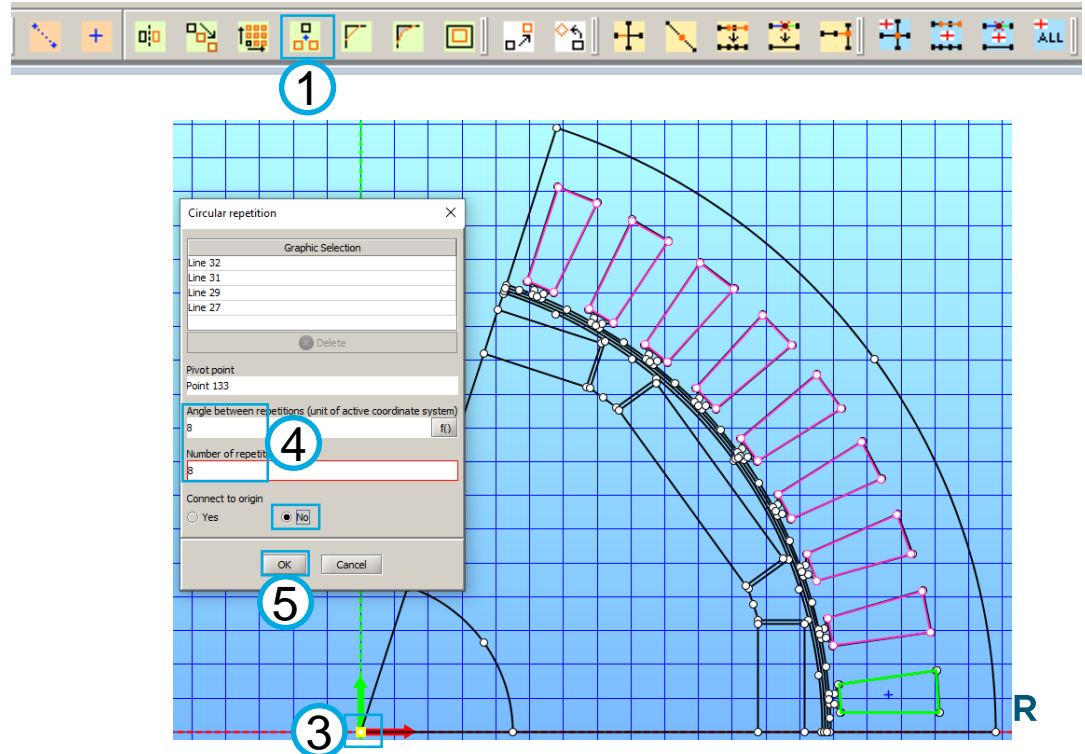 ALL
1
Circular repetition
Graphic Selection
Line 32
Line 31
Line 29
Line 27
Delete
Pivot point
Point 133
Angle between repetitions (unit of active coordinate system)
8
f()
4
Number of repetiti
8
Connect to origin
Yes
No
OK
Cancel
5
3
R